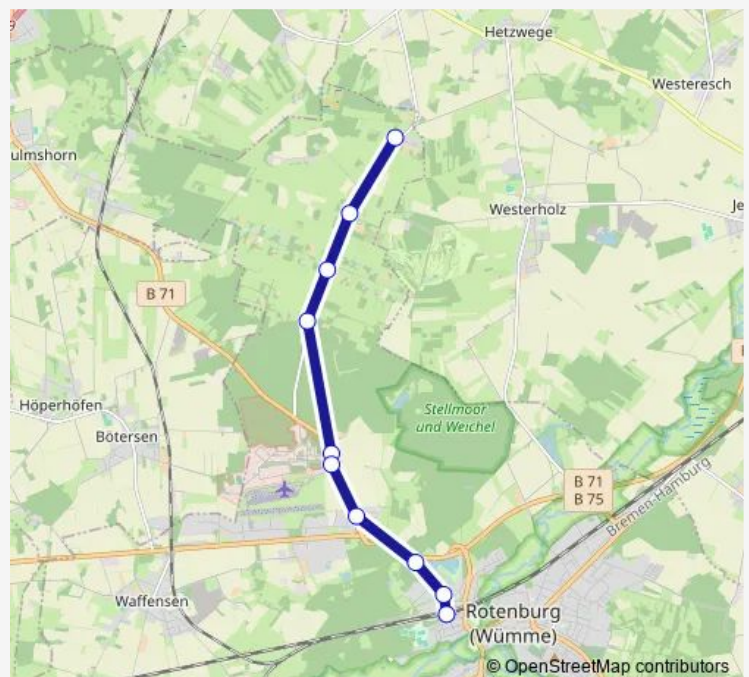 Hetzwege
Westeresch
ulmshorn
Westerholz
Je
B 71
Höperhöfen
Bötersen
Stellmoor
und Weichel
B 71
B 75
Bremen-Hamburg
Waffensen
Rotenburg
(Wümme)
© OpenStreetMap contributors